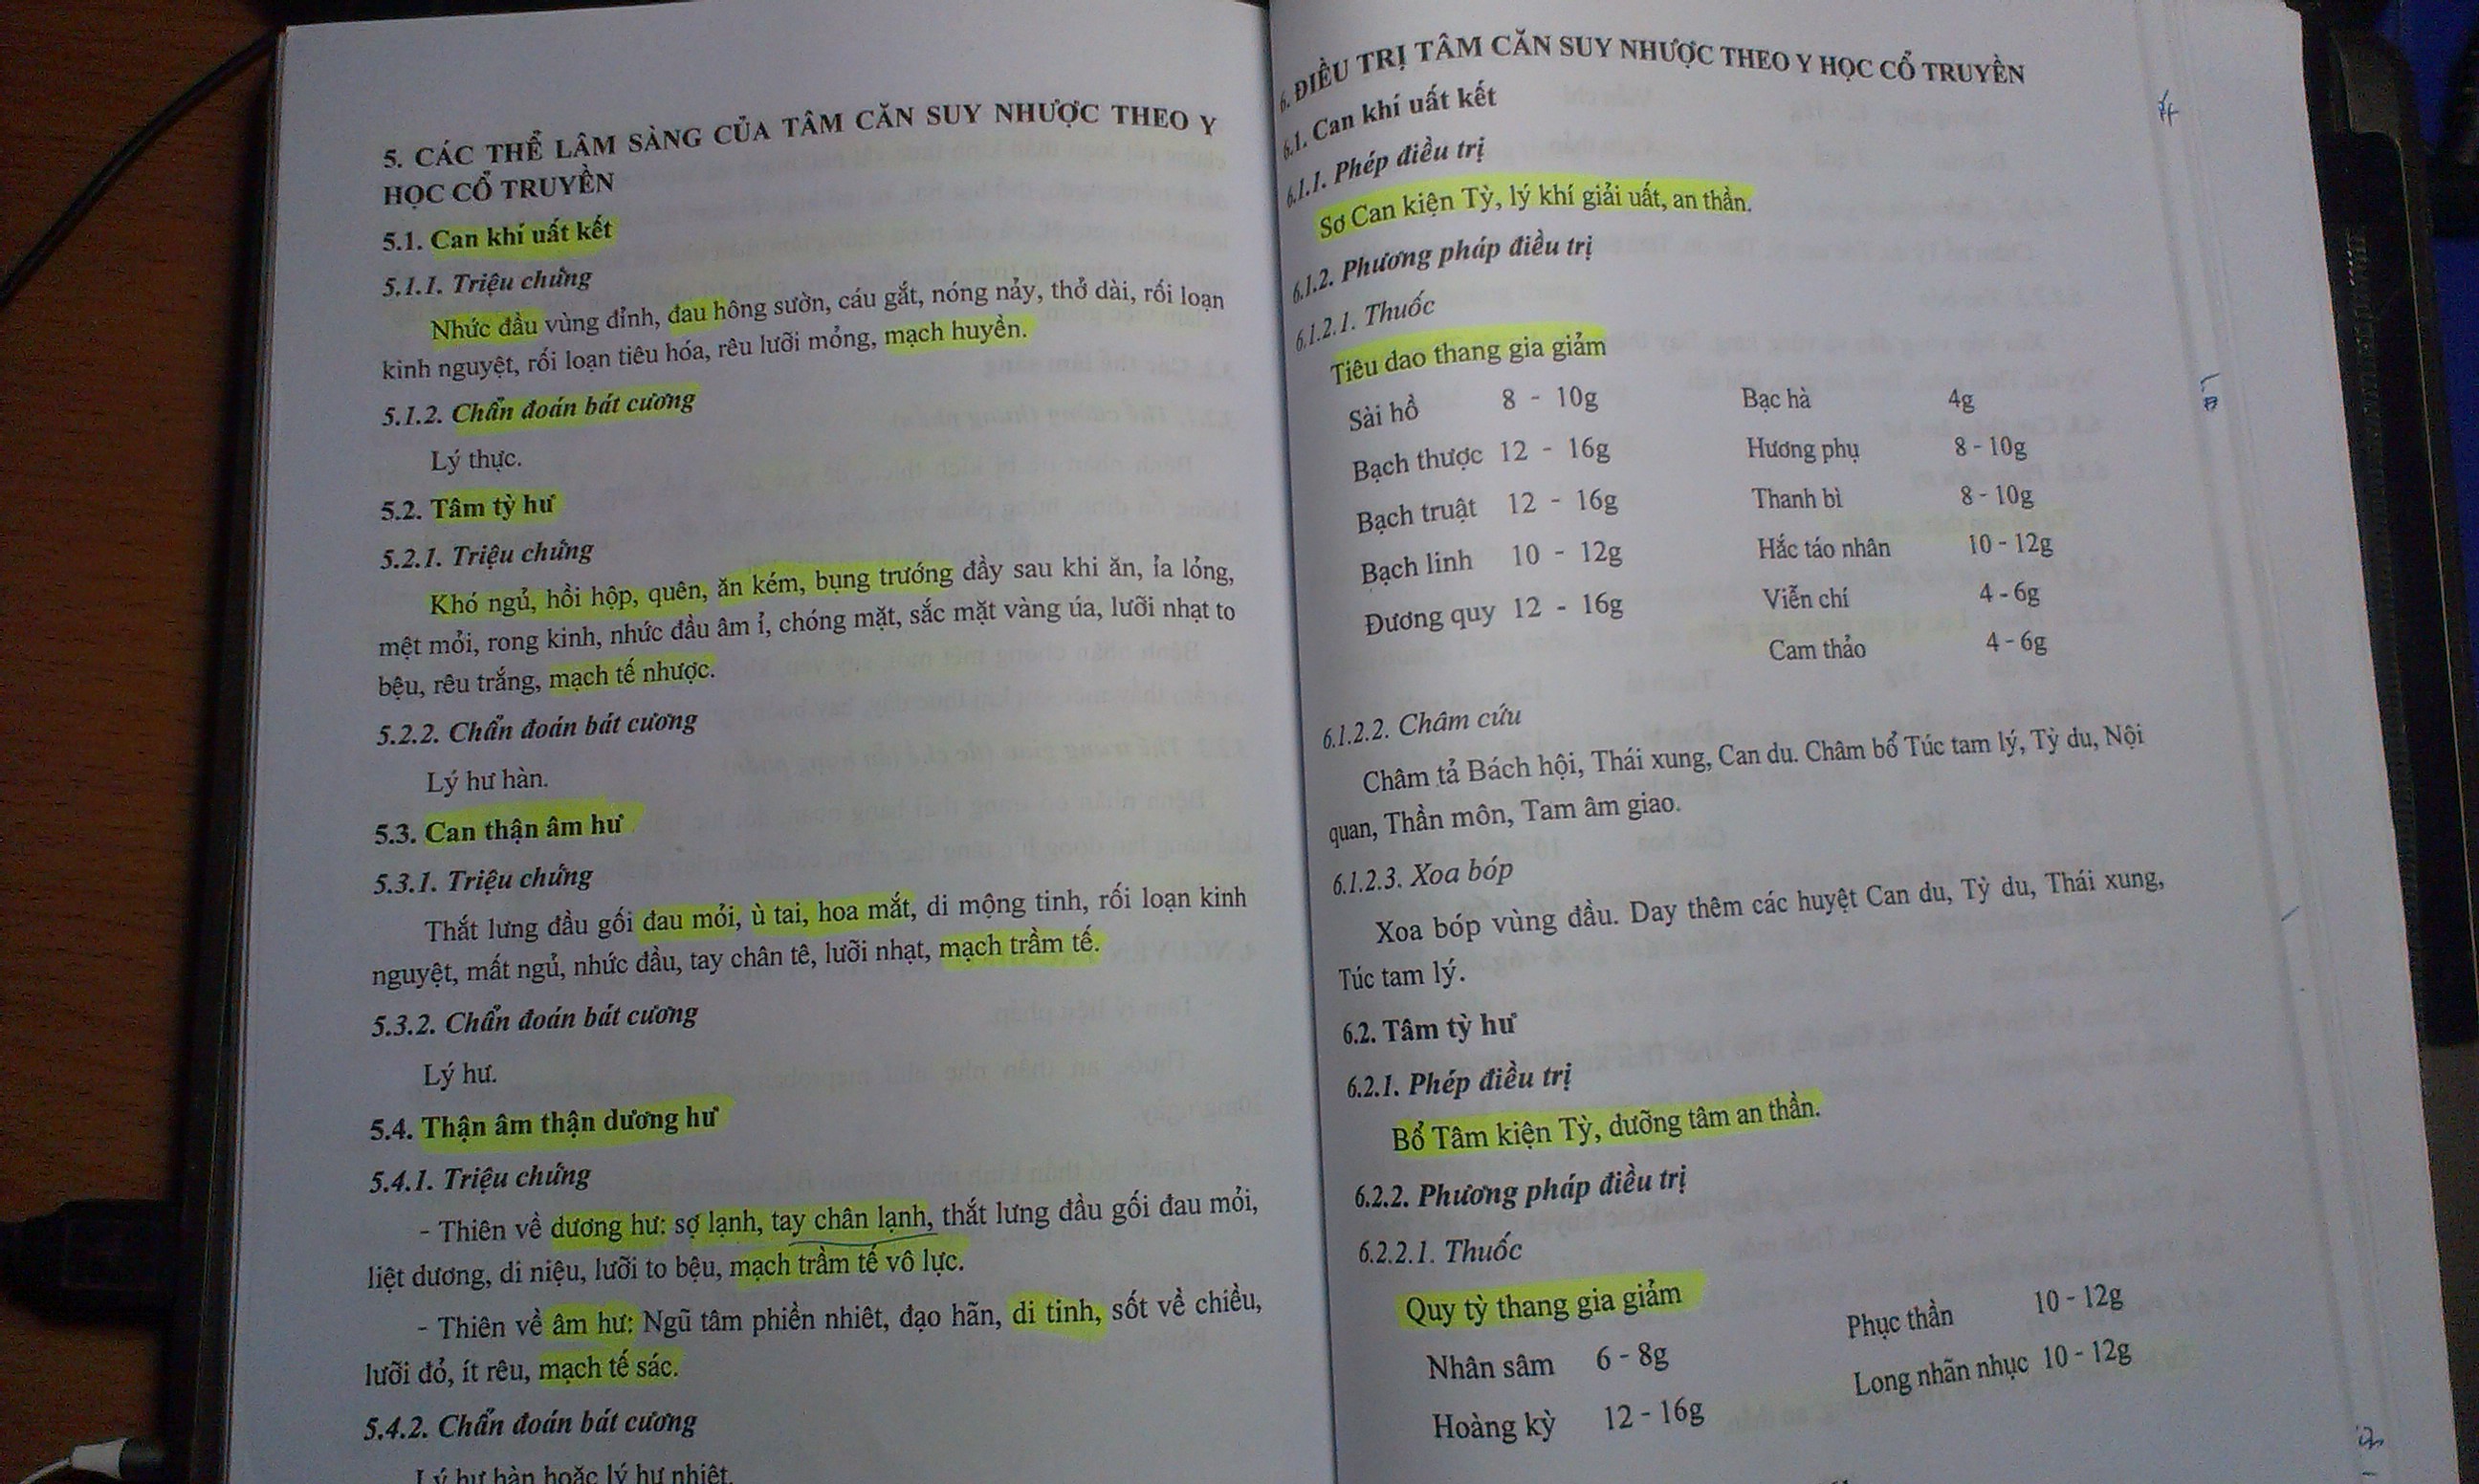 5. CÁC THỂ LÂM SÀNG CỦA TÂM CĂN SUY NHƯỢC THEO Y
HỌC CỔ TRUYỀN
5.1. Can khí uất kết
5.1.1. Triệu chứng
Nhức đầu vùng đỉnh, đau hông sườn, cáu gắt, nóng nảy, thở dài, rối loạn
kinh nguyệt, rối loạn tiêu hóa, rêu lưỡi mỏng, mạch huyền.
5.1.2. Chẩn đoán bát cương
Lý thực.
5.2. Tâm tỳ hư
5.2.1. Triệu chứng
Khó ngủ, hồi hộp, quên, ăn kém, bụng trướng đầy sau khi ăn, ỉa lỏng,
mệt mỏi, rong kinh, nhức đầu âm ỉ, chóng mặt, sắc mặt vàng úa, lưỡi nhạt to
bệu, rêu trắng, mạch tế nhược.
5.2.2. Chẩn đoán bát cương
Lý hư hàn.
5.3. Can thận âm hư
5.3.1. Triệu chứng
Thắt lưng đầu gối đau mỏi, ù tai, hoa mắt, di mộng tinh, rối loạn kinh
nguyệt, mất ngủ, nhức đầu, tay chân tê, lưỡi nhạt, mạch trầm tế.
5.3.2. Chẩn đoán bát cương
Lý hư.
5.4. Thận âm thận dương hư
5.4.1. Triệu chứng
- Thiên về dương hư: sợ lạnh, tay chân lạnh, thắt lưng đầu gối đau mỏi,
liệt dương, di niệu, lưỡi to bệu, mạch trầm tế vô lực.
- Thiên về âm hư: Ngũ tâm phiền nhiêt, đạo hãn, di tinh, sốt về chiều,
lưỡi đỏ, ít rêu, mạch tế sác.
5.4.2. Chẩn đoán bát cương
Lý hư hàn hoặc lý hư nhiệt.
6. ĐIỀU TRỊ TÂM CĂN SUY NHƯỢC THEO Y HỌC CỔ TRUYỀN
6.1. Can khí uất kết
6.1.1. Phép điều trị
Sơ Can kiện Tỳ, lý khí giải uất, an thần.
6.1.2. Phương pháp điều trị
6.1.2.1. Thuốc
Tiêu dao thang gia giảm
Sài hồ 8 - 10g Bạc hà 4g
Bạch thược 12 - 16g Hương phụ 8 - 10g
Bạch truật 12 - 16g Thanh bì 8 - 10g
Bạch linh 10 - 12g Hắc táo nhân 10 - 12g
Đương quy 12 - 16g Viễn chí 4 - 6g
Cam thảo 4 - 6g
6.1.2.2. Châm cứu
Châm tả Bách hội, Thái xung, Can du. Châm bổ Túc tam lý, Tỳ du, Nội
quan, Thần môn, Tam âm giao.
6.1.2.3. Xoa bóp
Xoa bóp vùng đầu. Day thêm các huyệt Can du, Tỳ du, Thái xung,
Túc tam lý.
6.2. Tâm tỳ hư
6.2.1. Phép điều trị
Bổ Tâm kiện Tỳ, dưỡng tâm an thần.
6.2.2. Phương pháp điều trị
6.2.2.1. Thuốc
Quy tỳ thang gia giảm
Nhân sâm 6 - 8g Phục thần 10 - 12g
Hoàng kỳ 12 - 16g Long nhãn nhục 10 - 12g